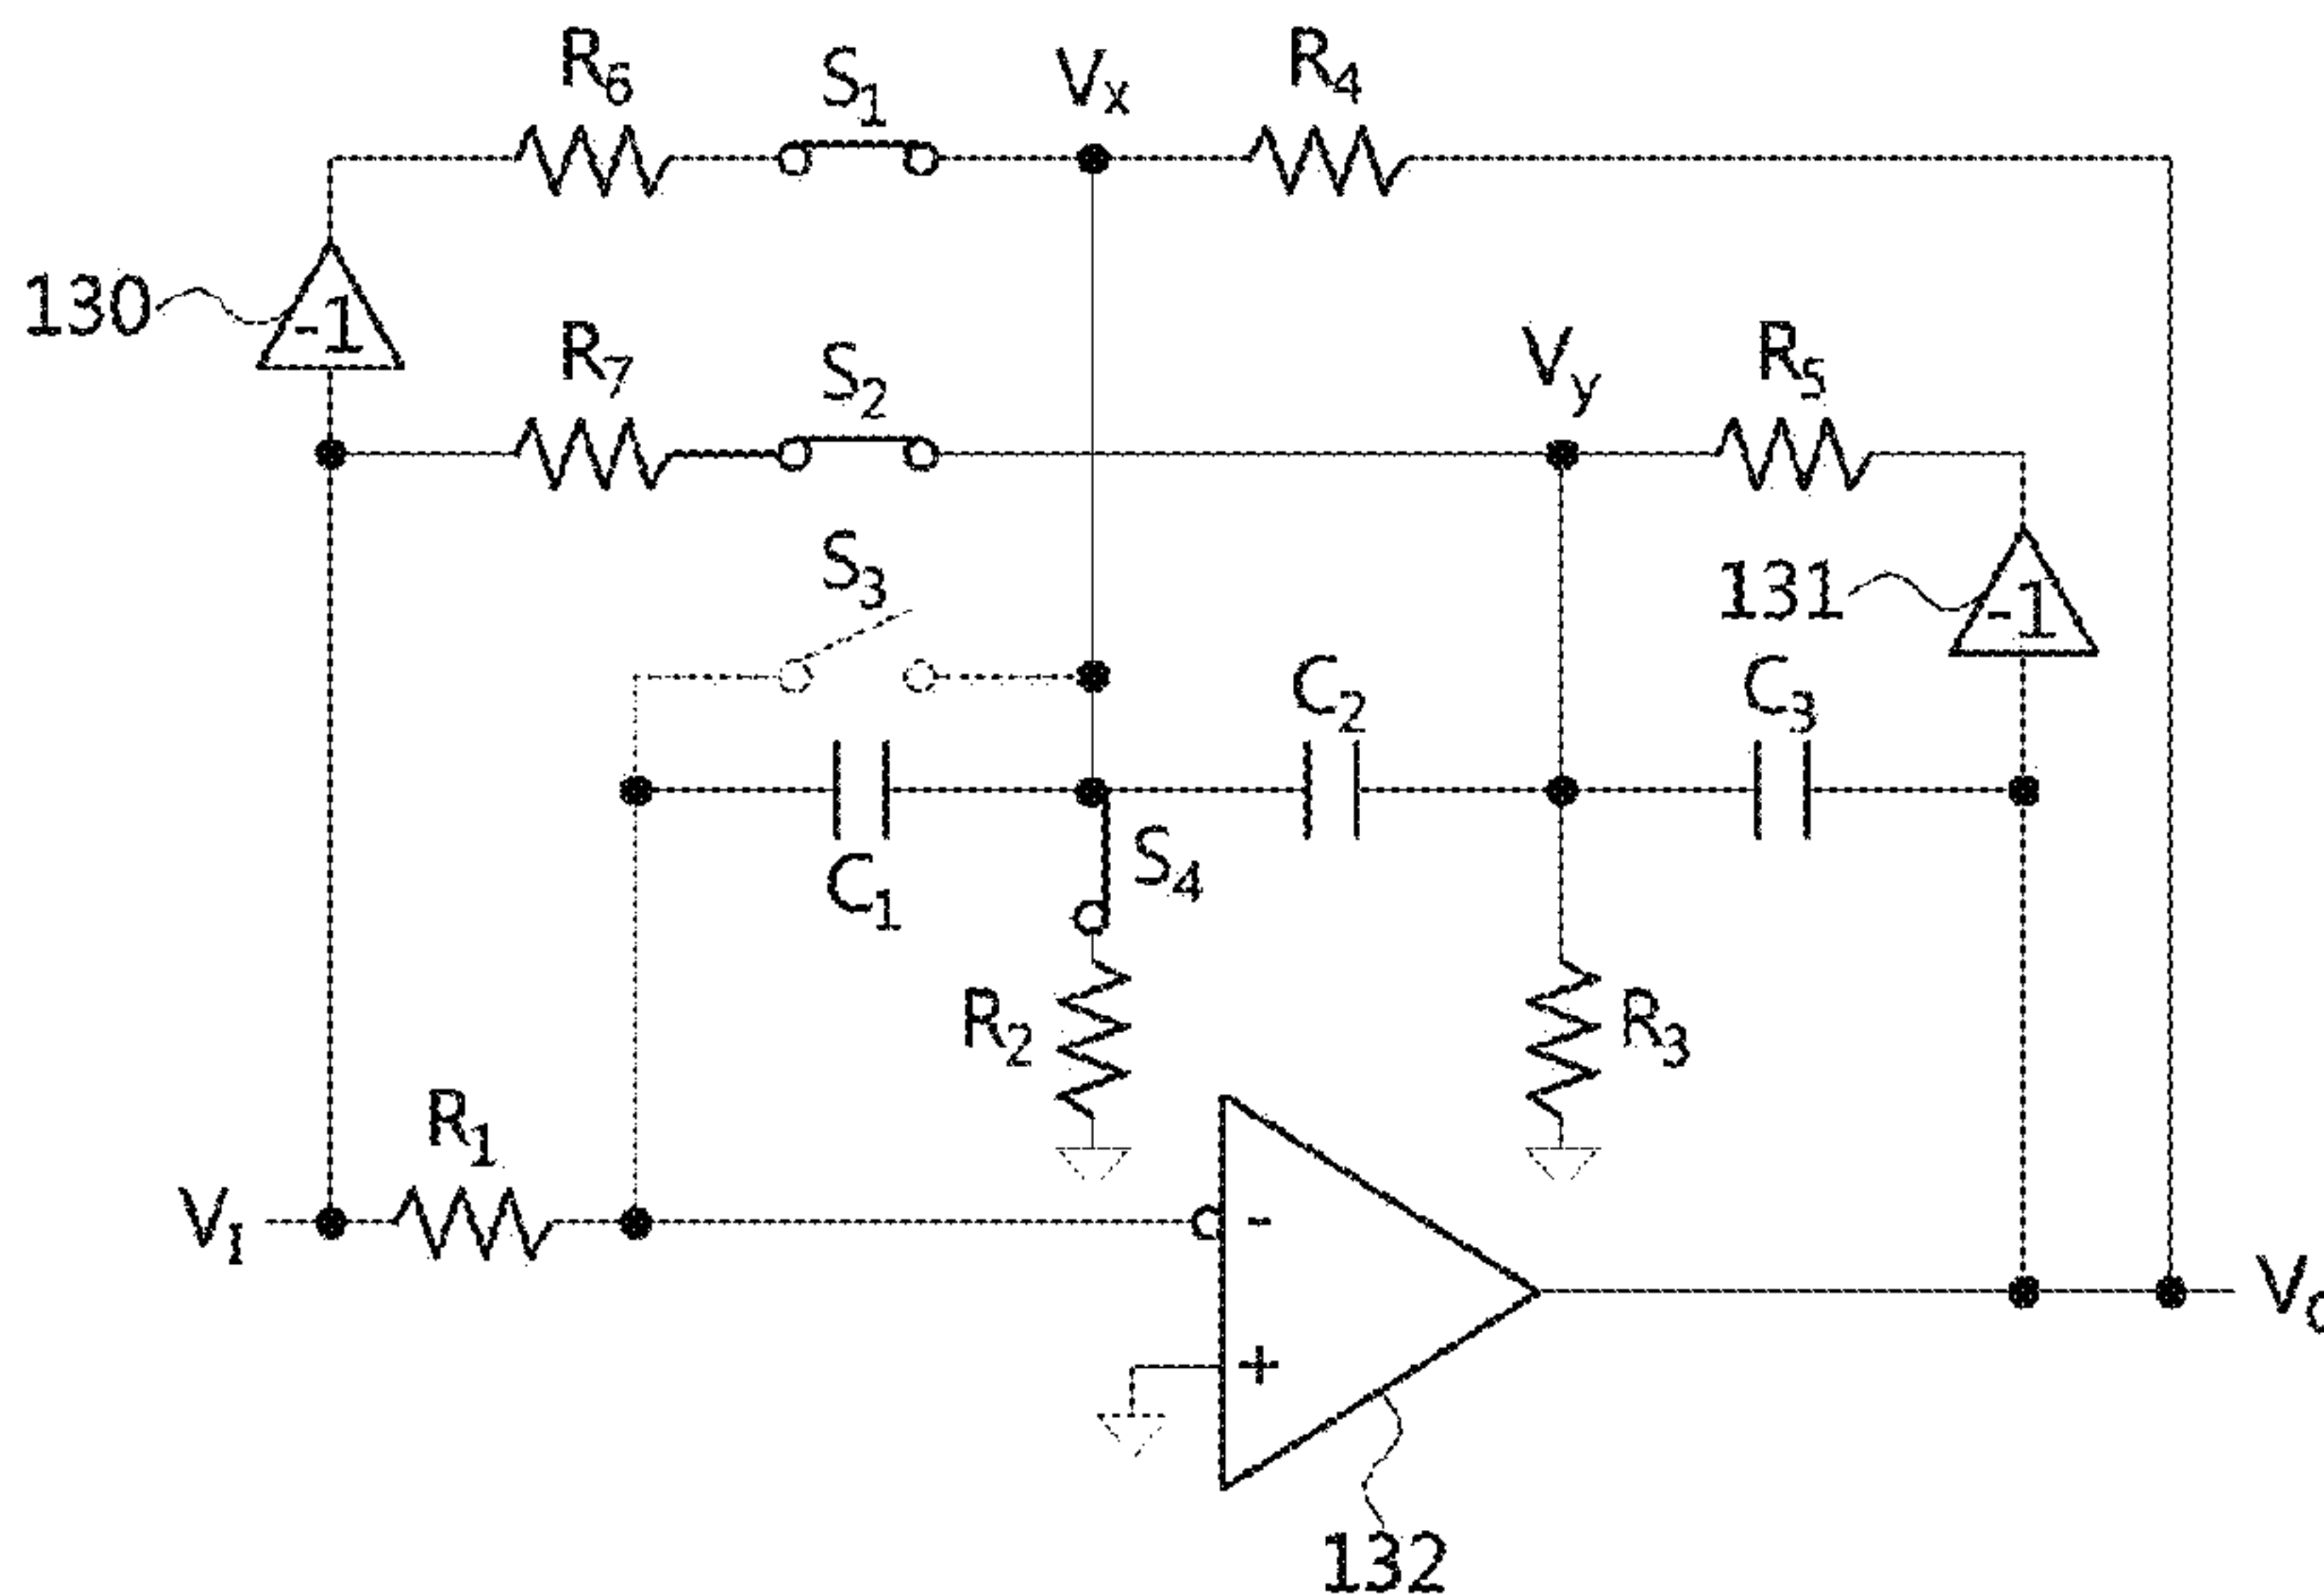 R6 S1 Vx R4
130 -1
R7 S2 Vy R5
S3 131 -1
C2 C3
C1 S4
R2 R3
R1
VI - +
132